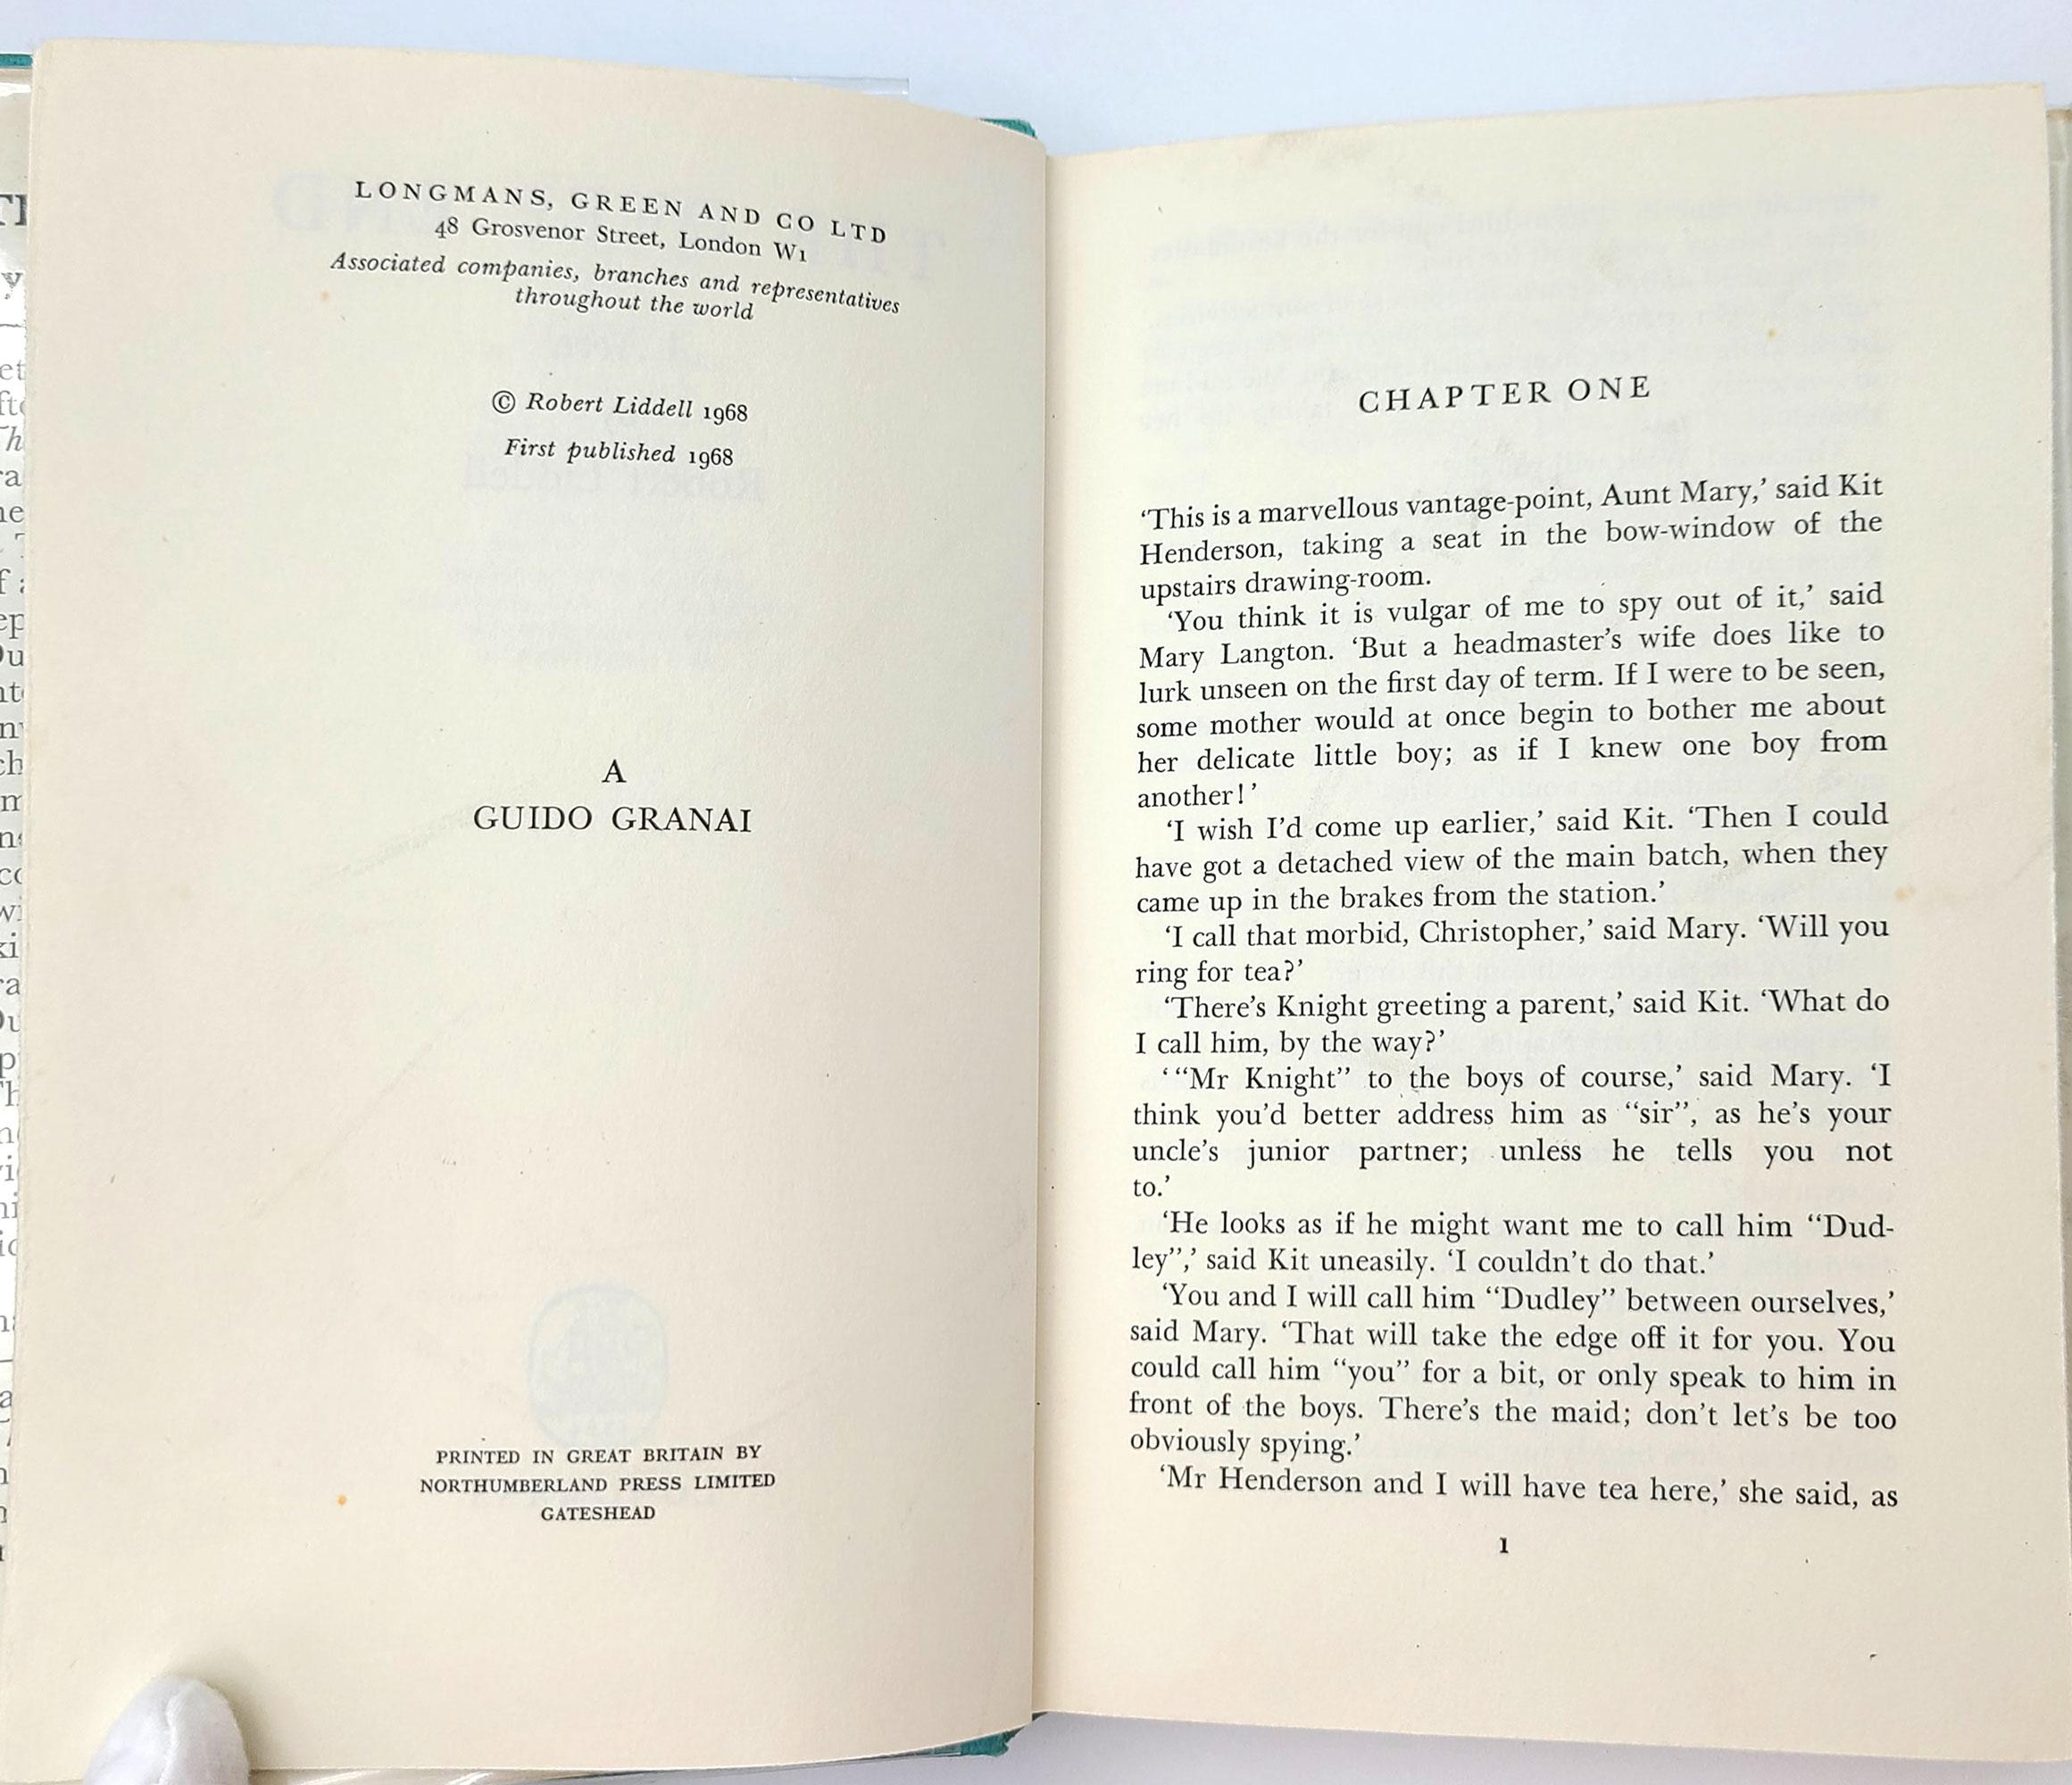 LONGMANS, GREEN AND CO LTD
48 Grosvenor Street, London W1
Associated companies, branches and representatives
throughout the world
© Robert Liddell 1968
First published 1968
A
GUIDO GRANAI
PRINTED IN GREAT BRITAIN BY
NORTHUMBERLAND PRESS LIMITED
GATESHEAD
CHAPTER ONE
‘This is a marvellous vantage-point, Aunt Mary,’ said Kit
Henderson, taking a seat in the bow-window of the
upstairs drawing-room.
‘You think it is vulgar of me to spy out of it,’ said
Mary Langton. ‘But a headmaster’s wife does like to
lurk unseen on the first day of term. If I were to be seen,
some mother would at once begin to bother me about
her delicate little boy; as if I knew one boy from
another!’
‘I wish I’d come up earlier,’ said Kit. ‘Then I could
have got a detached view of the main batch, when they
came up in the brakes from the station.’
‘I call that morbid, Christopher,’ said Mary. ‘Will you
ring for tea?’
‘There’s Knight greeting a parent,’ said Kit. ‘What do
I call him, by the way?’
‘“Mr Knight” to the boys of course,’ said Mary. ‘I
think you’d better address him as “sir”, as he’s your
uncle’s junior partner; unless he tells you not
to.’
‘He looks as if he might want me to call him “Dud-
ley”,’ said Kit uneasily. ‘I couldn’t do that.’
‘You and I will call him “Dudley” between ourselves,’
said Mary. ‘That will take the edge off it for you. You
could call him “you” for a bit, or only speak to him in
front of the boys. There’s the maid; don’t let’s be too
obviously spying.’
‘Mr Henderson and I will have tea here,’ she said, as
1